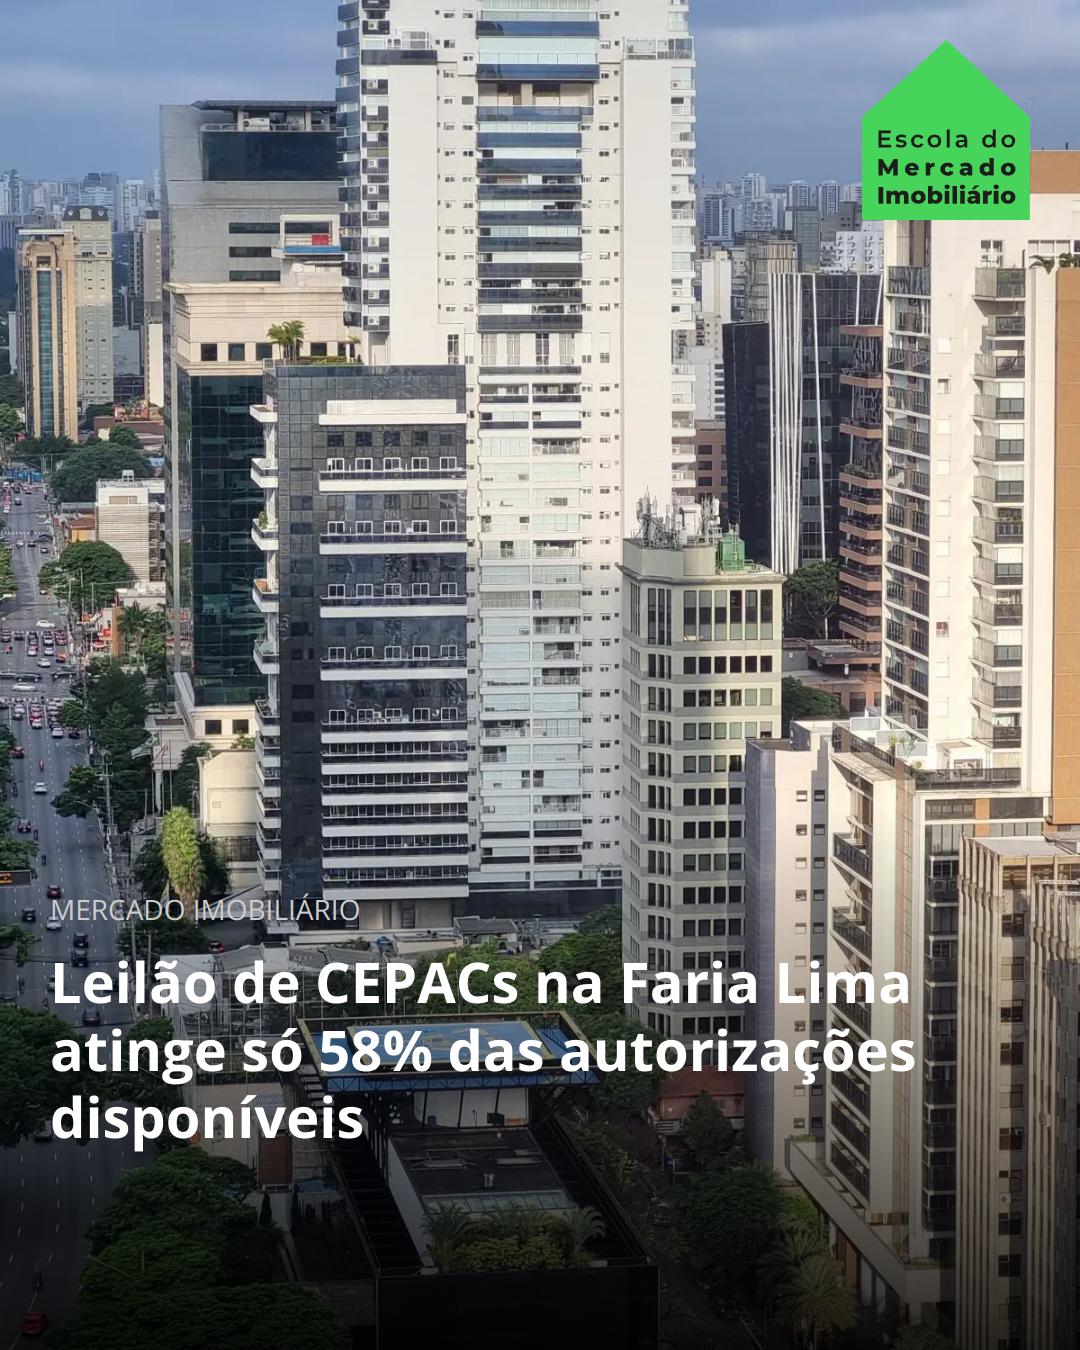 Escola do
Mercado
Imobiliário
MERCADO IMOBILIÁRIO
Leilão de CEPACs na Faria Lima
atinge só 58% das autorizações
disponíveis